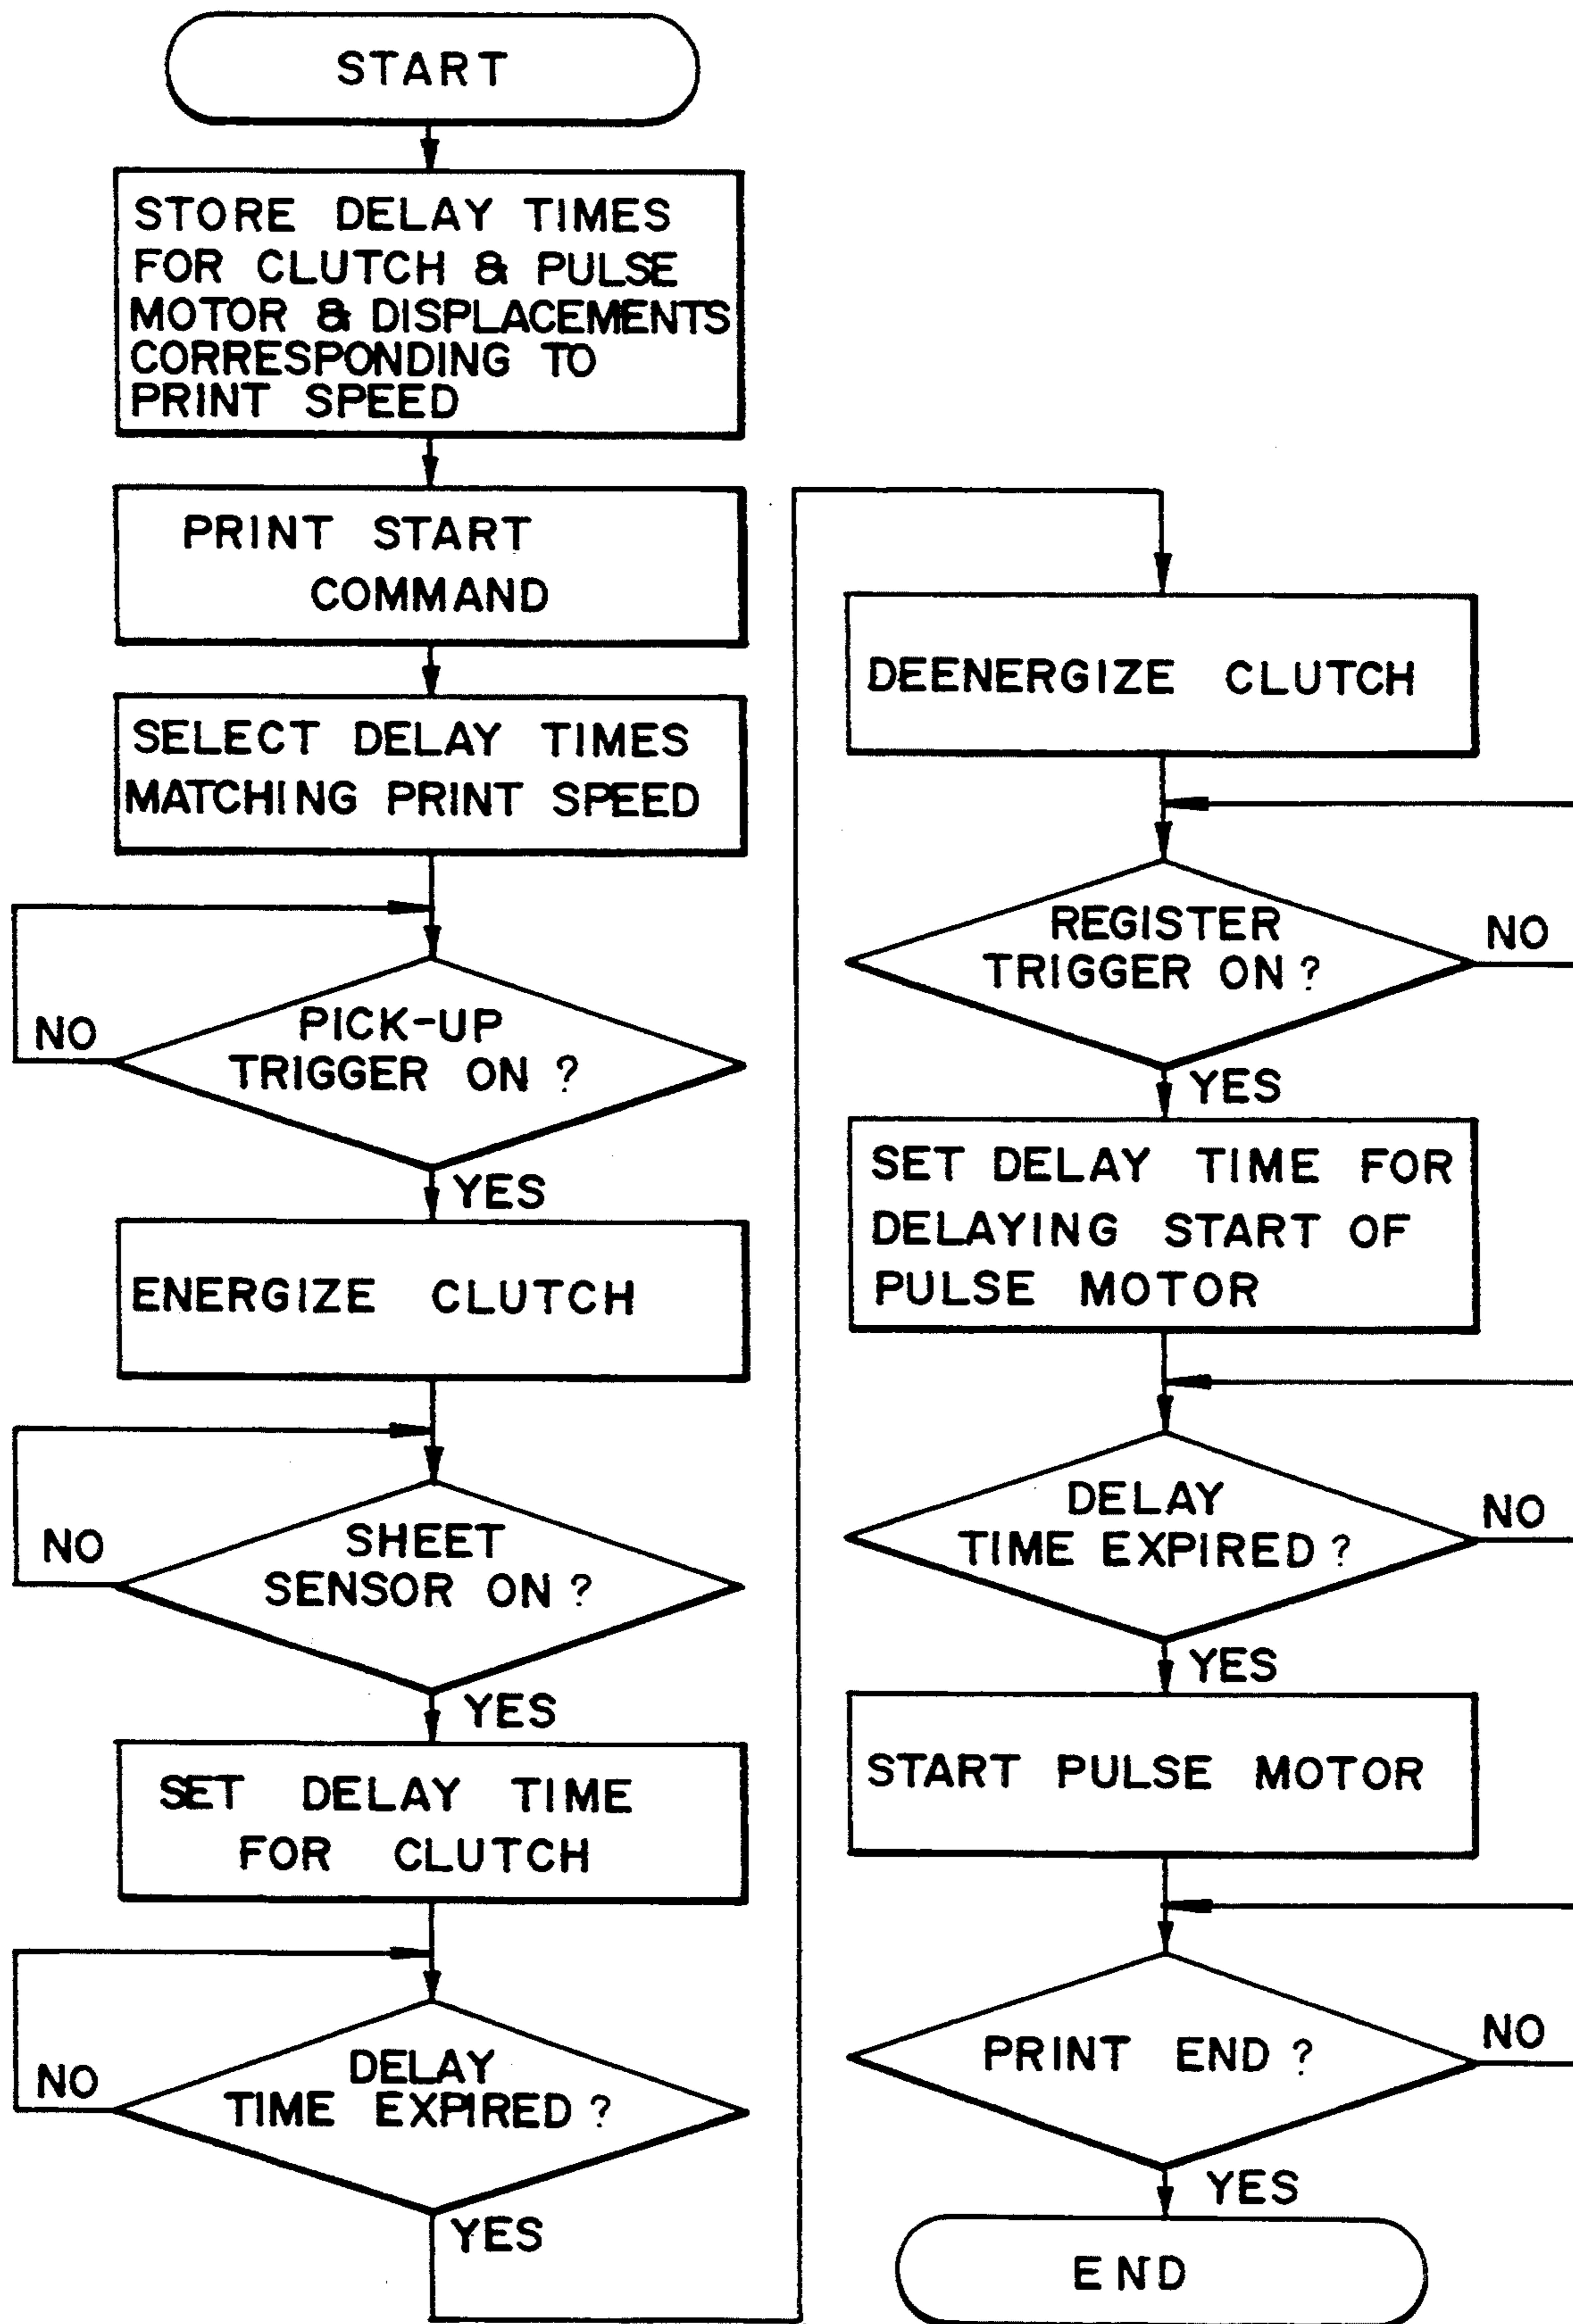 START
STORE DELAY TIMES
FOR CLUTCH & PULSE
MOTOR & DISPLACEMENTS
CORRESPONDING TO
PRINT SPEED
PRINT START
COMMAND
SELECT DELAY TIMES
MATCHING PRINT SPEED
PICK-UP
TRIGGER ON ?
NO
YES
ENERGIZE CLUTCH
SHEET
SENSOR ON ?
NO
YES
SET DELAY TIME
FOR CLUTCH
DELAY
TIME EXPIRED ?
NO
YES
DEENERGIZE CLUTCH
REGISTER
TRIGGER ON ?
NO
YES
SET DELAY TIME FOR
DELAYING START OF
PULSE MOTOR
DELAY
TIME EXPIRED ?
NO
YES
START PULSE MOTOR
PRINT END ?
NO
YES
END